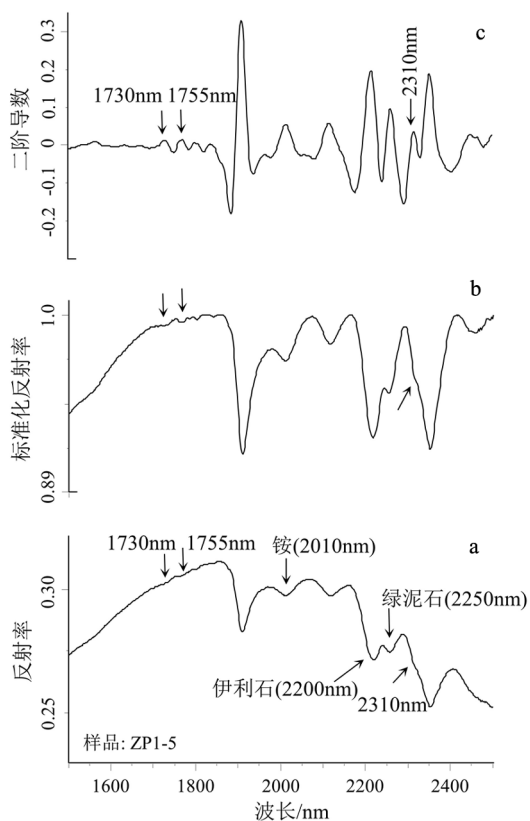 c
二阶导数
0.3
0.2
0.1
0
-0.1
-0.2
1730nm
1755nm
2310nm
b
标准化反射率
1.0
0.89
a
反射率
0.30
0.25
1730nm
1755nm
铵(2010nm)
绿泥石(2250nm)
伊利石(2200nm)
2310nm
样品: ZP1-5
1600
1800
2000
2200
2400
波长/nm